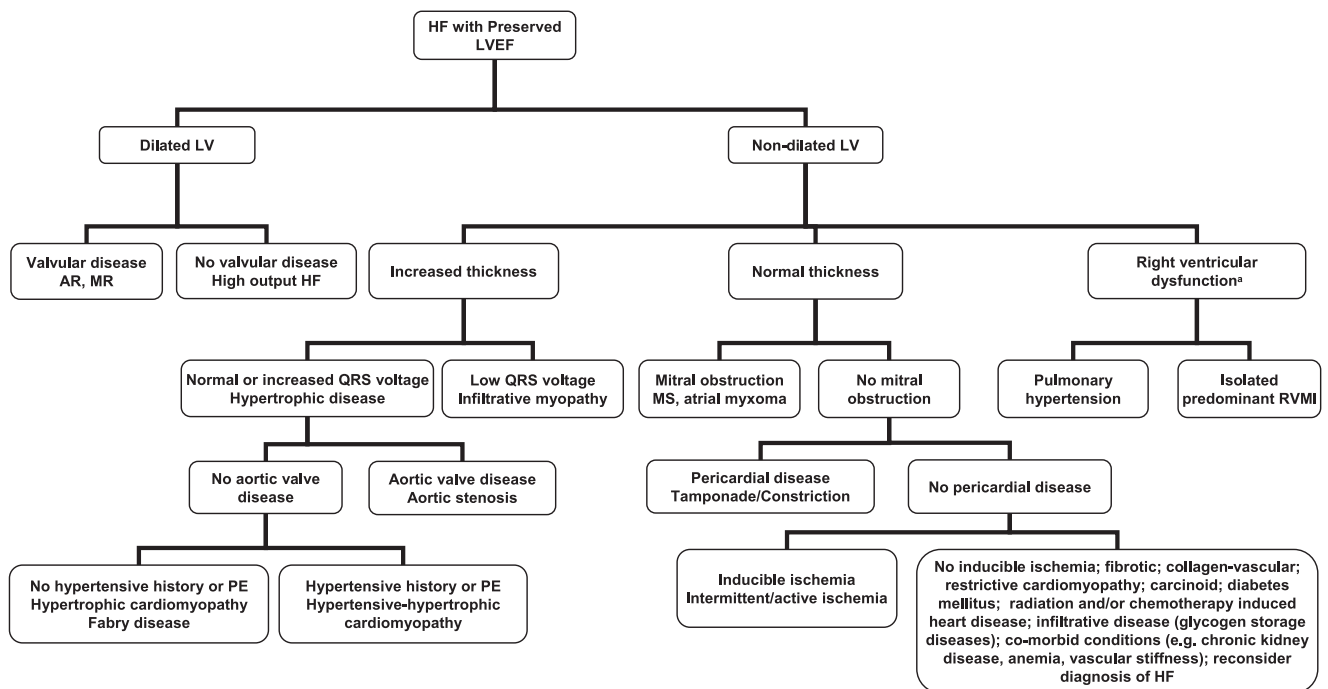 HF with Preserved
LVEF
Dilated LV
Non-dilated LV
Valvular disease
AR, MR
No valvular disease
High output HF
Increased thickness
Normal thickness
Right ventricular
dysfunctionᵃ
Normal or increased QRS voltage
Hypertrophic disease
Low QRS voltage
Infiltrative myopathy
Mitral obstruction
MS, atrial myxoma
No mitral
obstruction
Pulmonary
hypertension
Isolated
predominant RVMI
No aortic valve
disease
Aortic valve disease
Aortic stenosis
Pericardial disease
Tamponade/Constriction
No pericardial disease
No hypertensive history or PE
Hypertrophic cardiomyopathy
Fabry disease
Hypertensive history or PE
Hypertensive-hypertrophic
cardiomyopathy
Inducible ischemia
Intermittent/active ischemia
No inducible ischemia; fibrotic; collagen-vascular;
restrictive cardiomyopathy; carcinoid; diabetes
mellitus; radiation and/or chemotherapy induced
heart disease; infiltrative disease (glycogen storage
diseases); co-morbid conditions (e.g. chronic kidney
disease, anemia, vascular stiffness); reconsider
diagnosis of HF